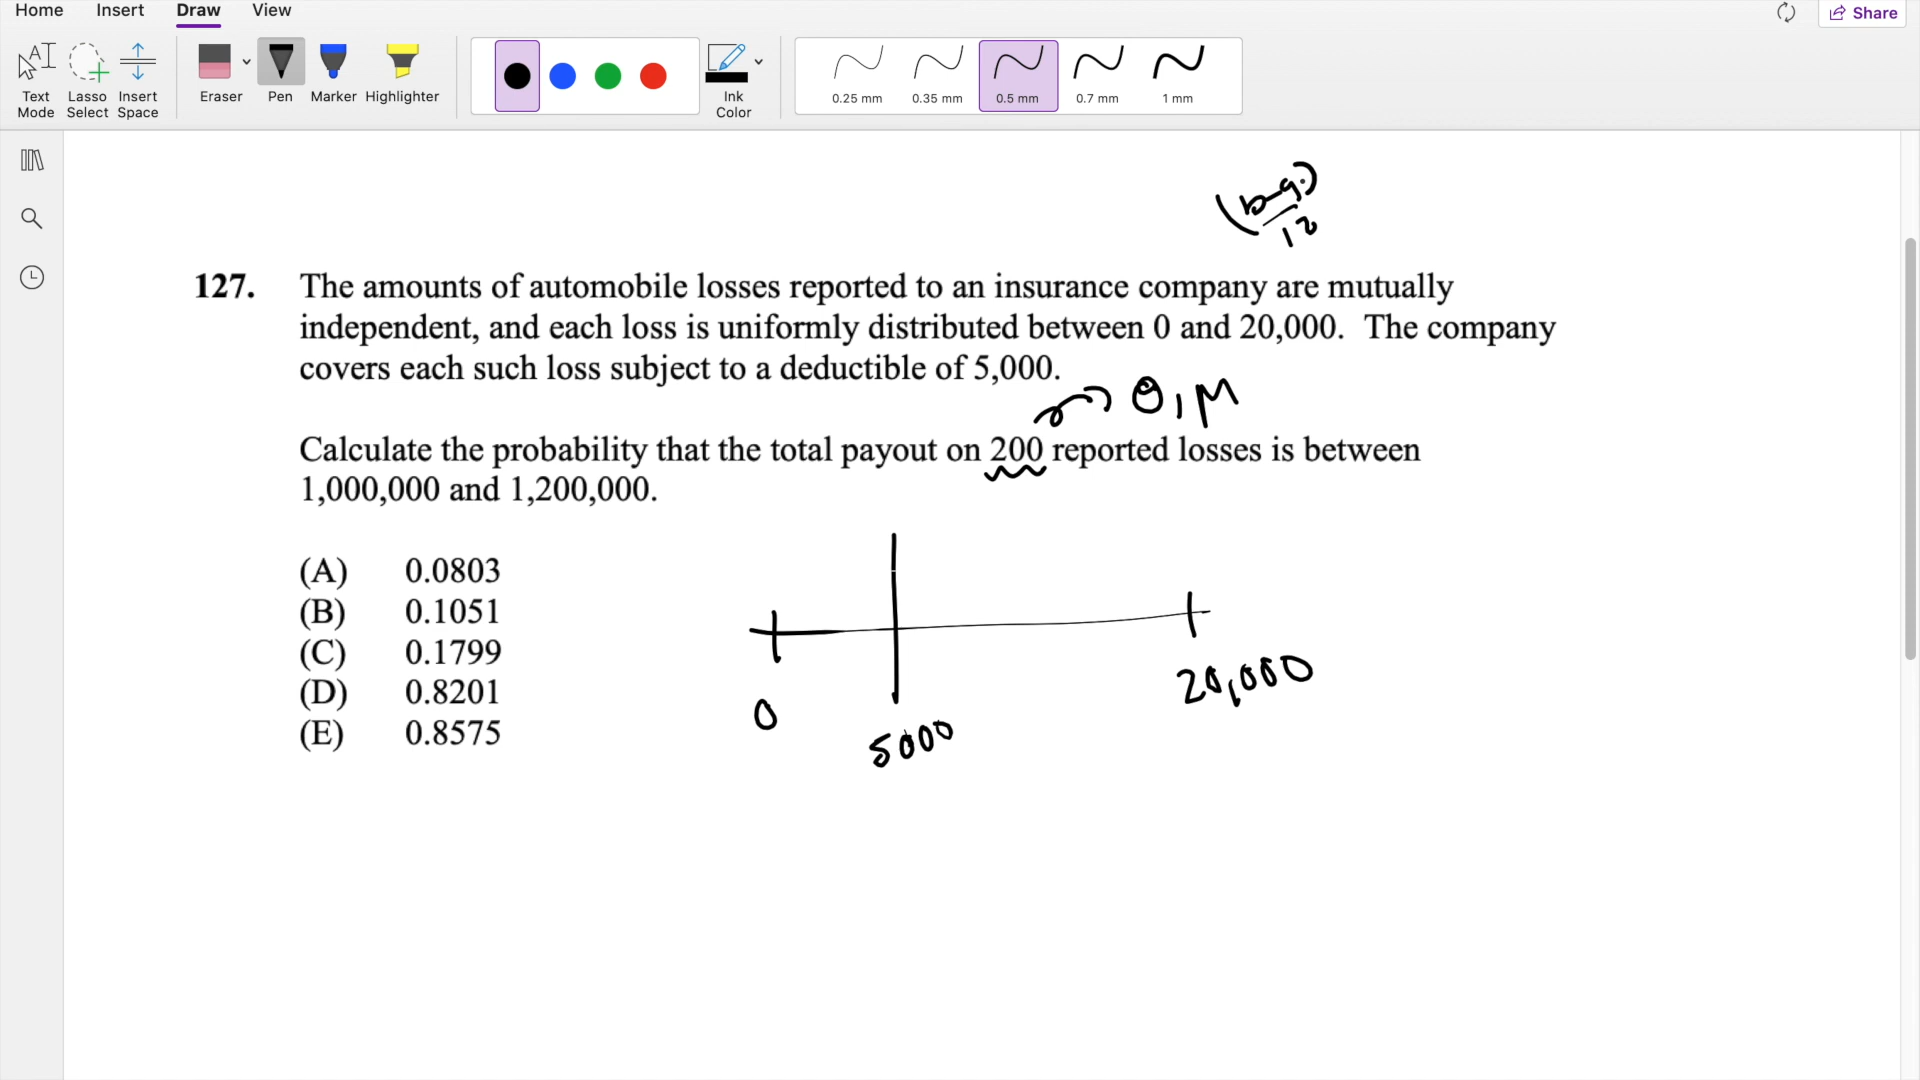 Home Insert Draw View
Share
Text Mode
Lasso Select
Insert Space
Eraser
Pen
Marker
Highlighter
Ink Color
0.25 mm
0.35 mm
0.5 mm
0.7 mm
1 mm
(b-a)
12
127. The amounts of automobile losses reported to an insurance company are mutually
independent, and each loss is uniformly distributed between 0 and 20,000. The company
covers each such loss subject to a deductible of 5,000.
Calculate the probability that the total payout on 200 reported losses is between
1,000,000 and 1,200,000.
(A) 0.0803
(B) 0.1051
(C) 0.1799
(D) 0.8201
(E) 0.8575
0
5000
20,000